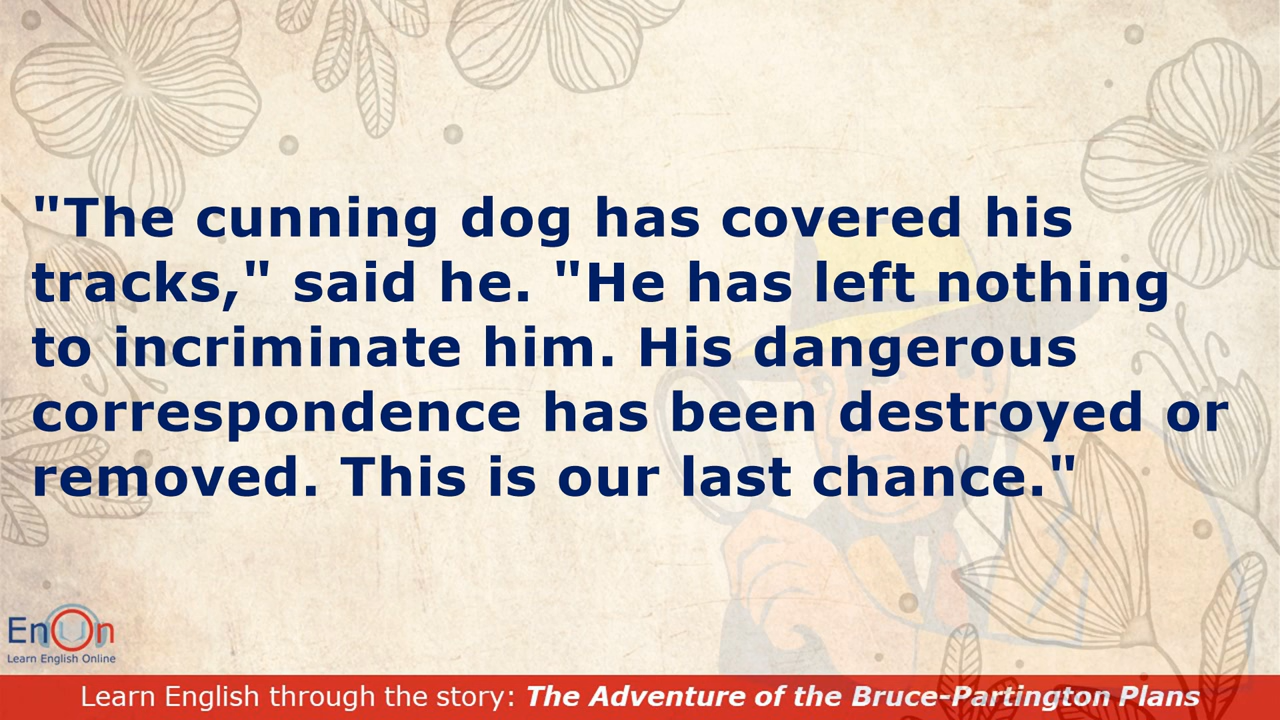 "The cunning dog has covered his
tracks," said he. "He has left nothing
to incriminate him. His dangerous
correspondence has been destroyed or
removed. This is our last chance."
EnOn
Learn English Online
Learn English through the story: The Adventure of the Bruce-Partington Plans